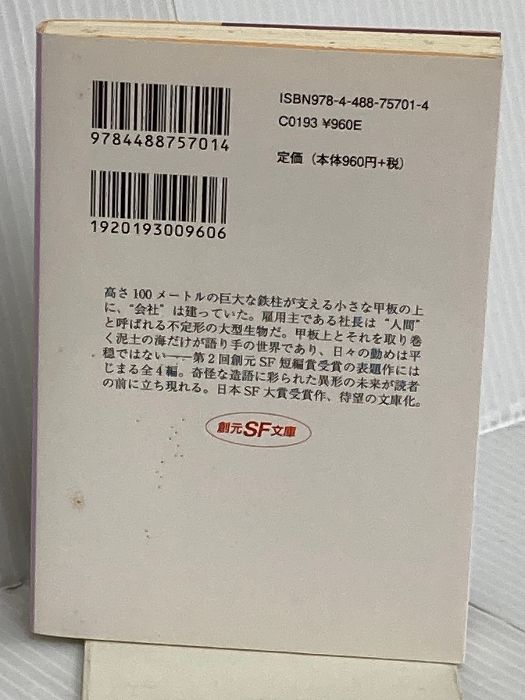 ISBN978-4-488-75701-4
C0193 ¥960E
定価（本体960円+税）
9784488757014
1920193009606
高さ100メートルの巨大な鉄柱が支える小さな甲板の上
に、“会社”は建っていた。雇用主である社長は“人間”
と呼ばれる不定形の大型生物だ。甲板上とそれを取り巻
く泥土の海だけが語り手の世界であり、日々の勤めは平
穏ではない――第２回創元SF短編賞受賞の表題作には
じまる全４編。奇怪な造語に彩られた異形の未来が読者
の前に立ち現れる。日本SF大賞受賞作、待望の文庫化。
創元SF文庫